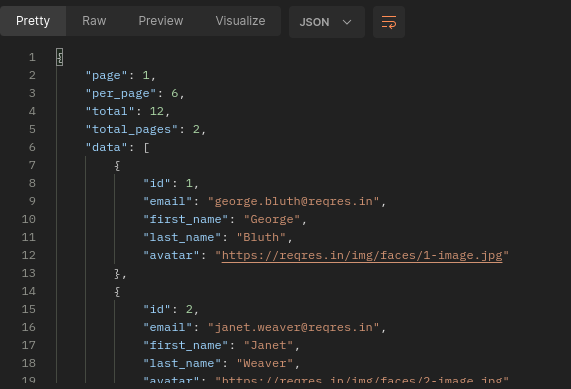 Pretty Raw Preview Visualize JSON
1 {
2 "page": 1,
3 "per_page": 6,
4 "total": 12,
5 "total_pages": 2,
6 "data": [
7 {
8 "id": 1,
9 "email": "george.bluth@reqres.in",
10 "first_name": "George",
11 "last_name": "Bluth",
12 "avatar": "https://reqres.in/img/faces/1-image.jpg"
13 },
14 {
15 "id": 2,
16 "email": "janet.weaver@reqres.in",
17 "first_name": "Janet",
18 "last_name": "Weaver",
19 "avatar": "https://reqres.in/img/faces/2-image.jpg"